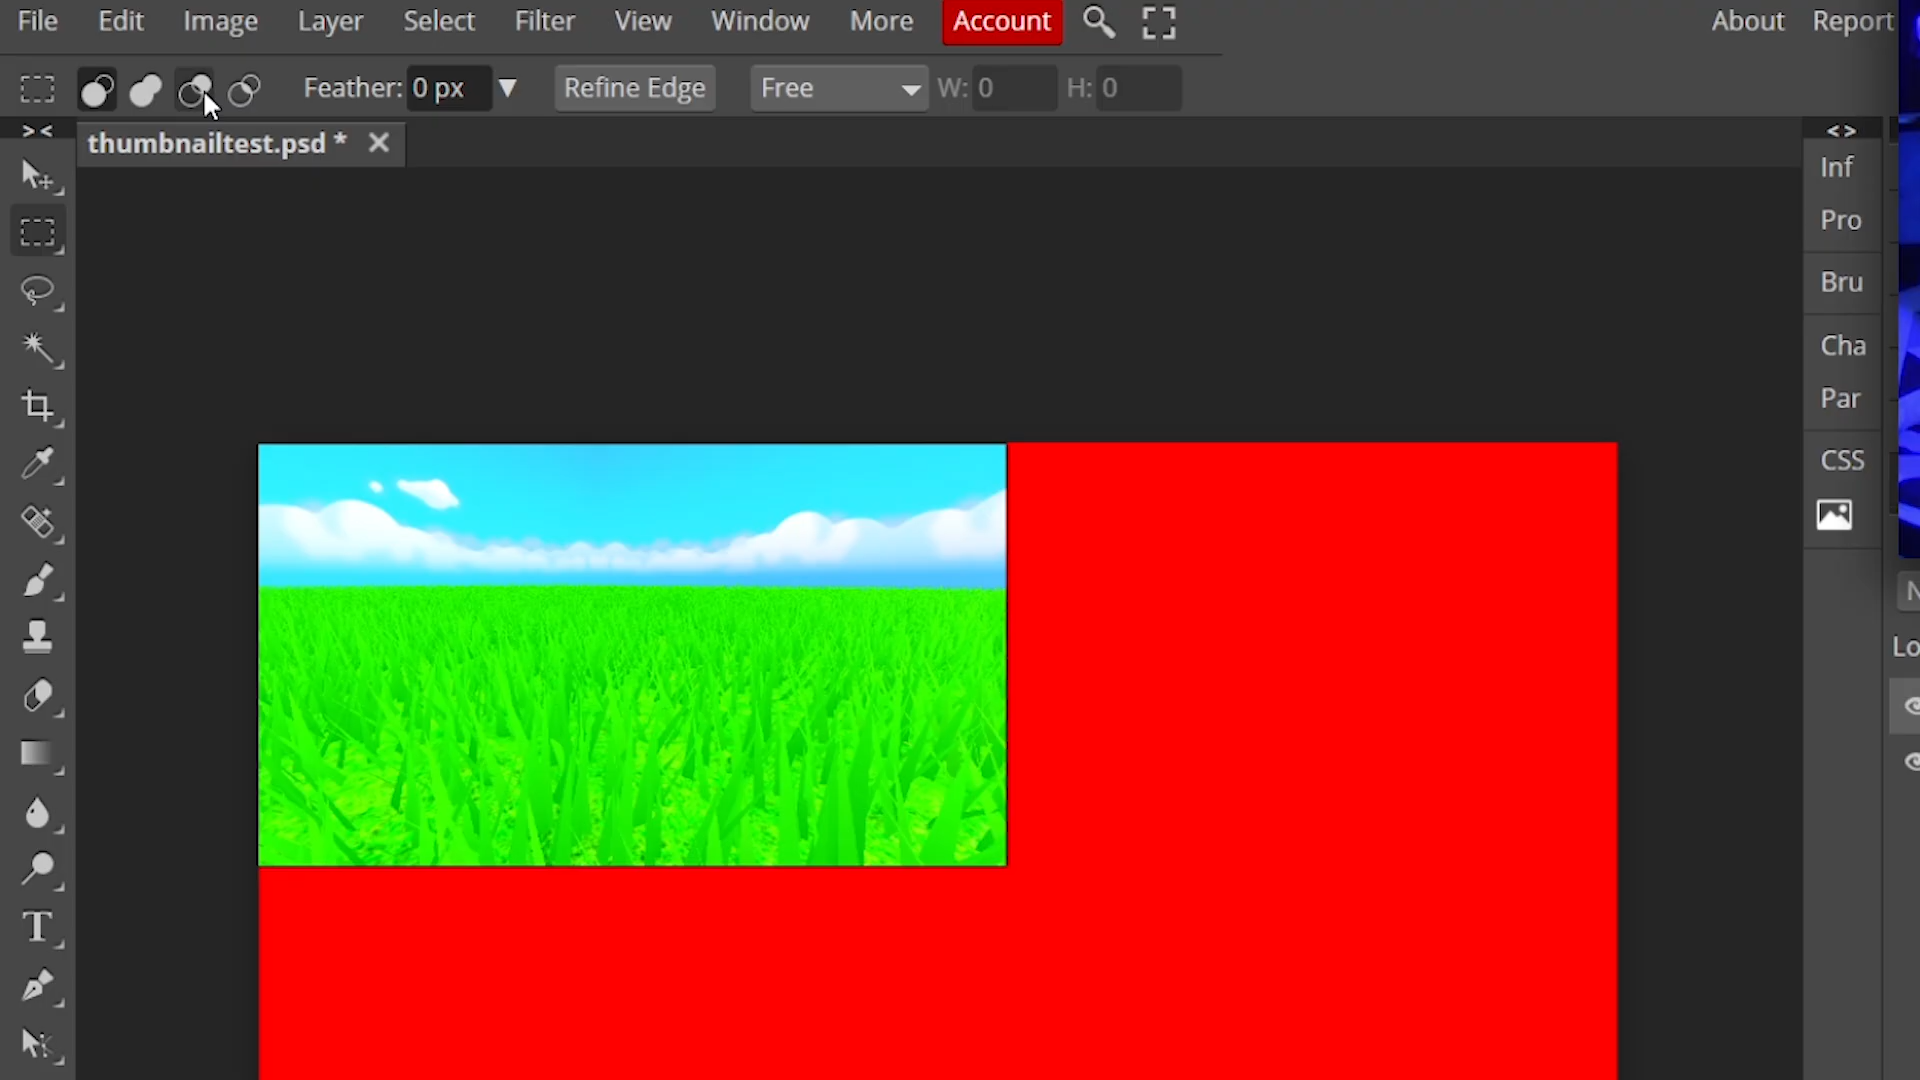 File Edit Image Layer Select Filter View Window More Account About Report
Feather: 0 px Refine Edge Free W: 0 H: 0
thumbnailtest.psd *
Inf
Pro
Bru
Cha
Par
CSS
Lo
T